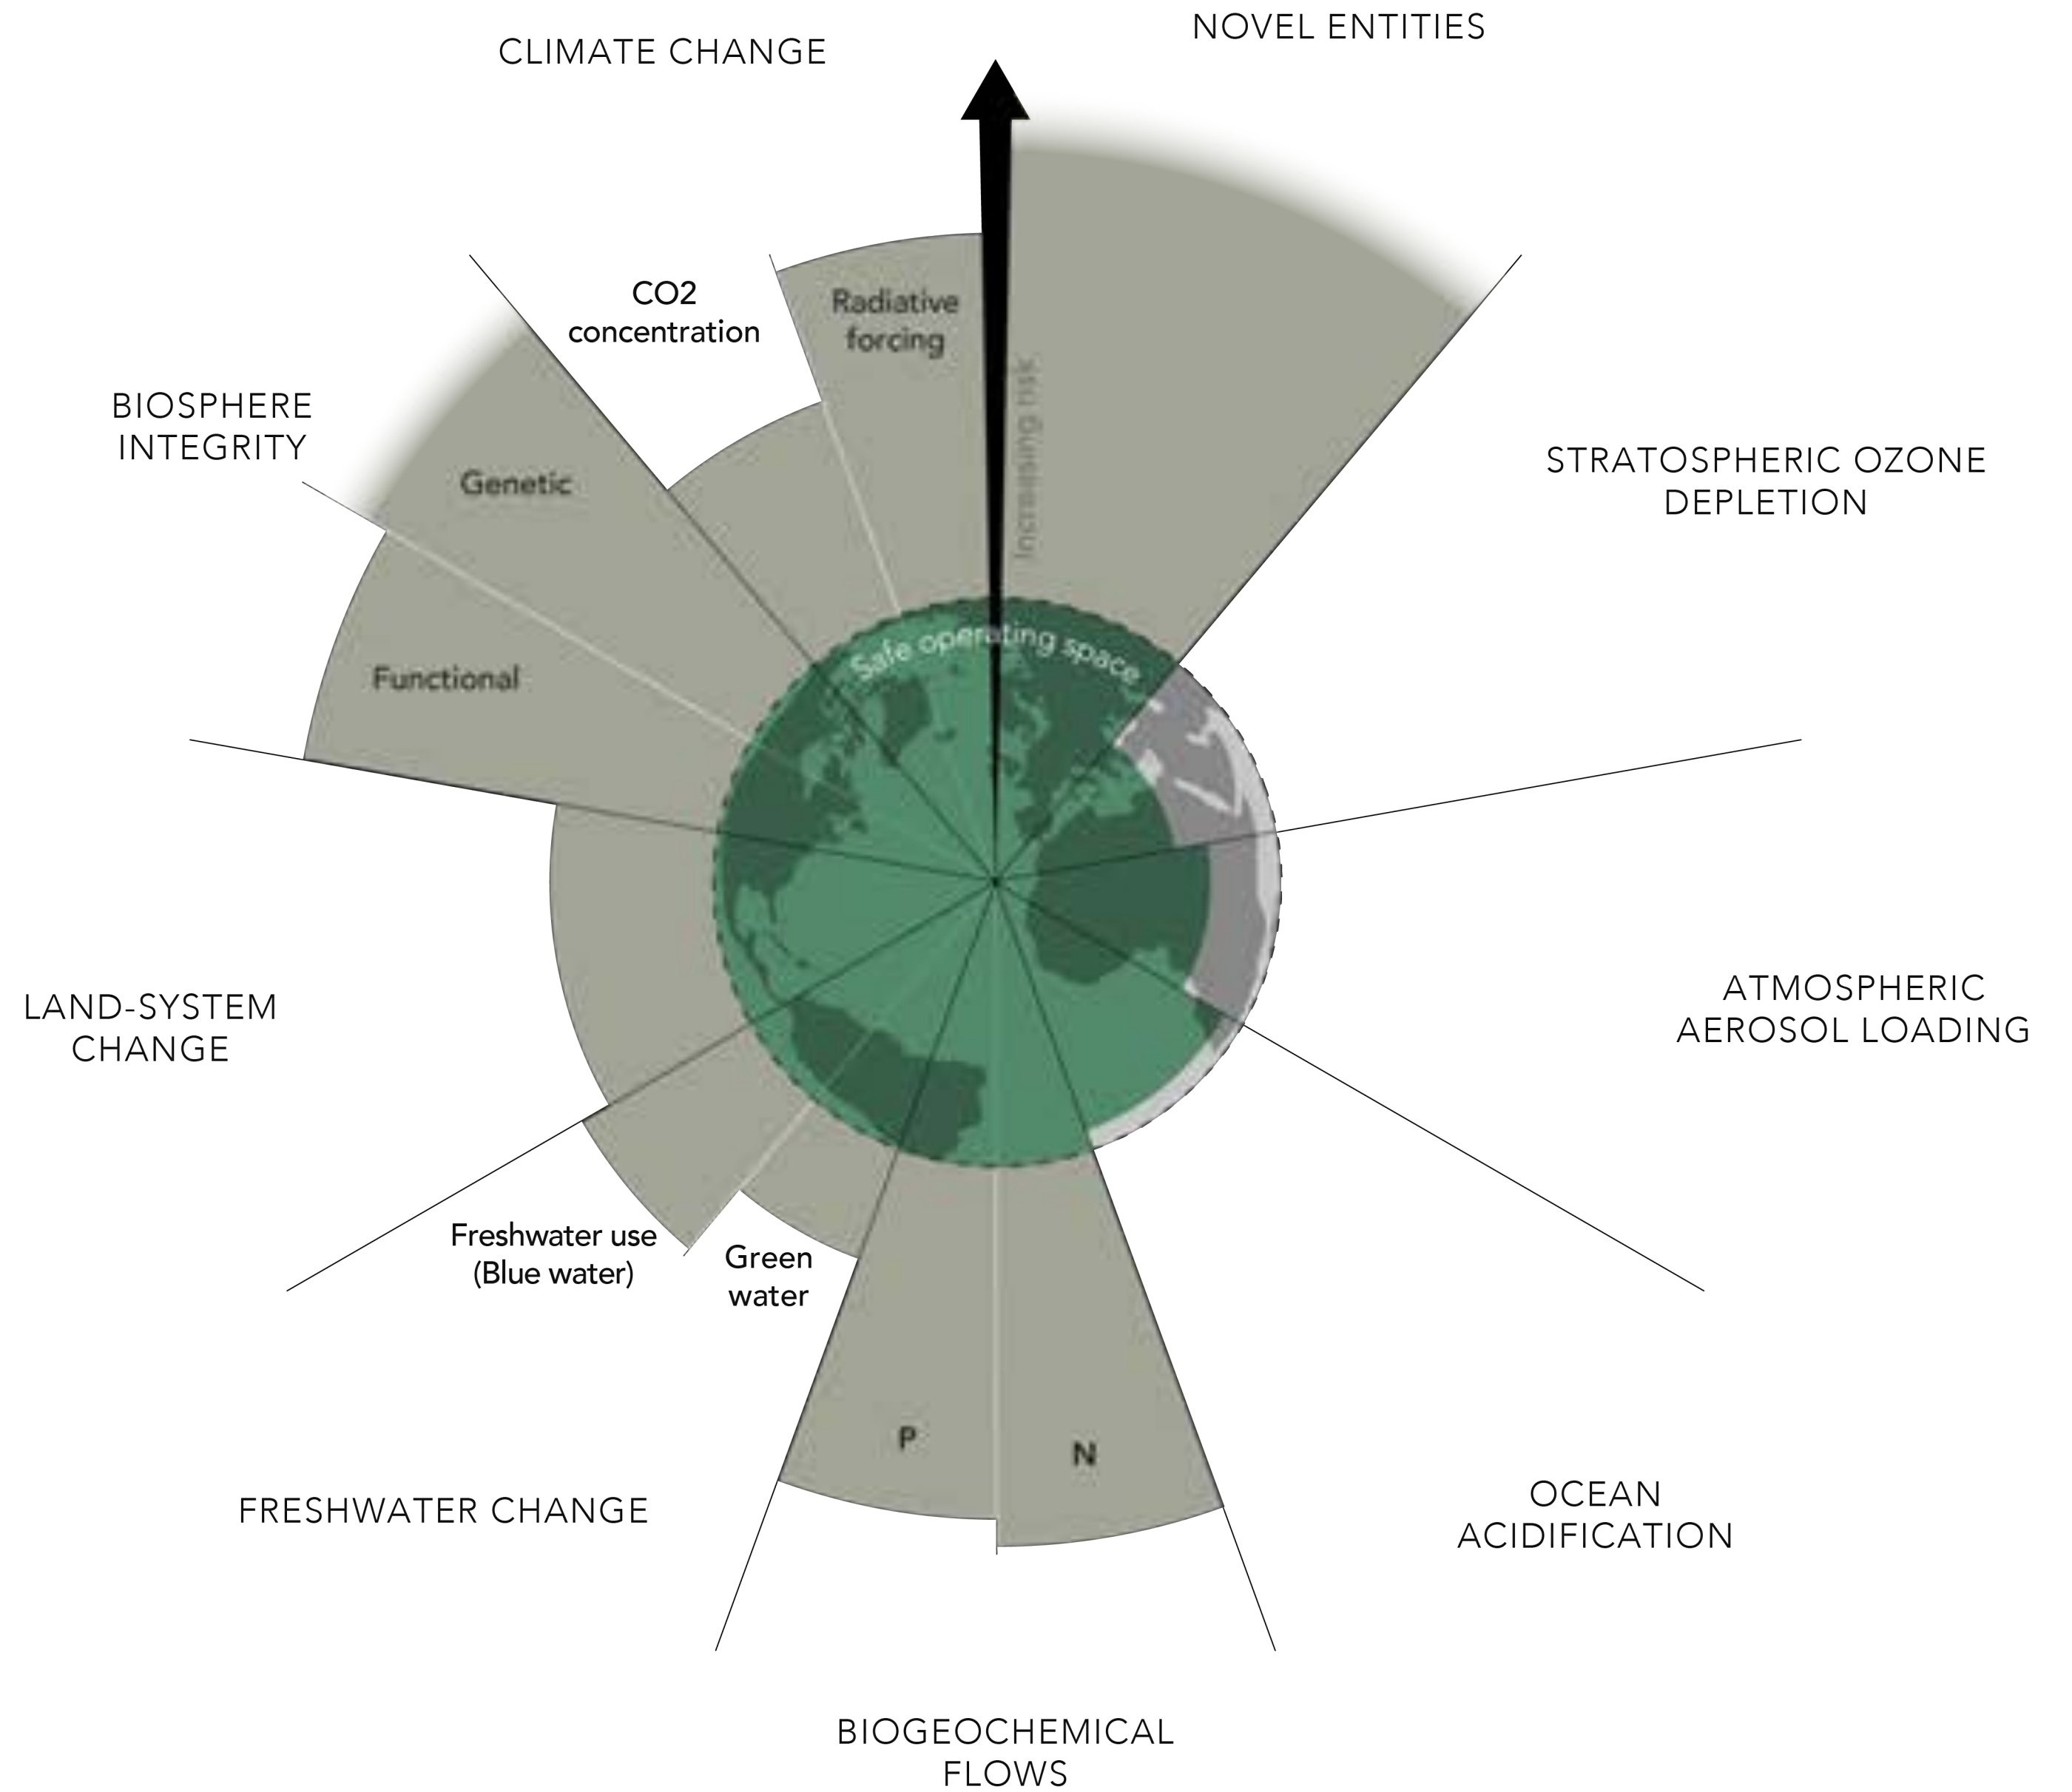 NOVEL ENTITIES
CLIMATE CHANGE
CO2
concentration
Radiative
forcing
Increasing risk
BIOSPHERE
INTEGRITY
Genetic
STRATOSPHERIC OZONE
DEPLETION
Safe operating space
Functional
LAND-SYSTEM
CHANGE
ATMOSPHERIC
AEROSOL LOADING
Freshwater use
(Blue water)
Green
water
P
N
FRESHWATER CHANGE
OCEAN
ACIDIFICATION
BIOGEOCHEMICAL
FLOWS